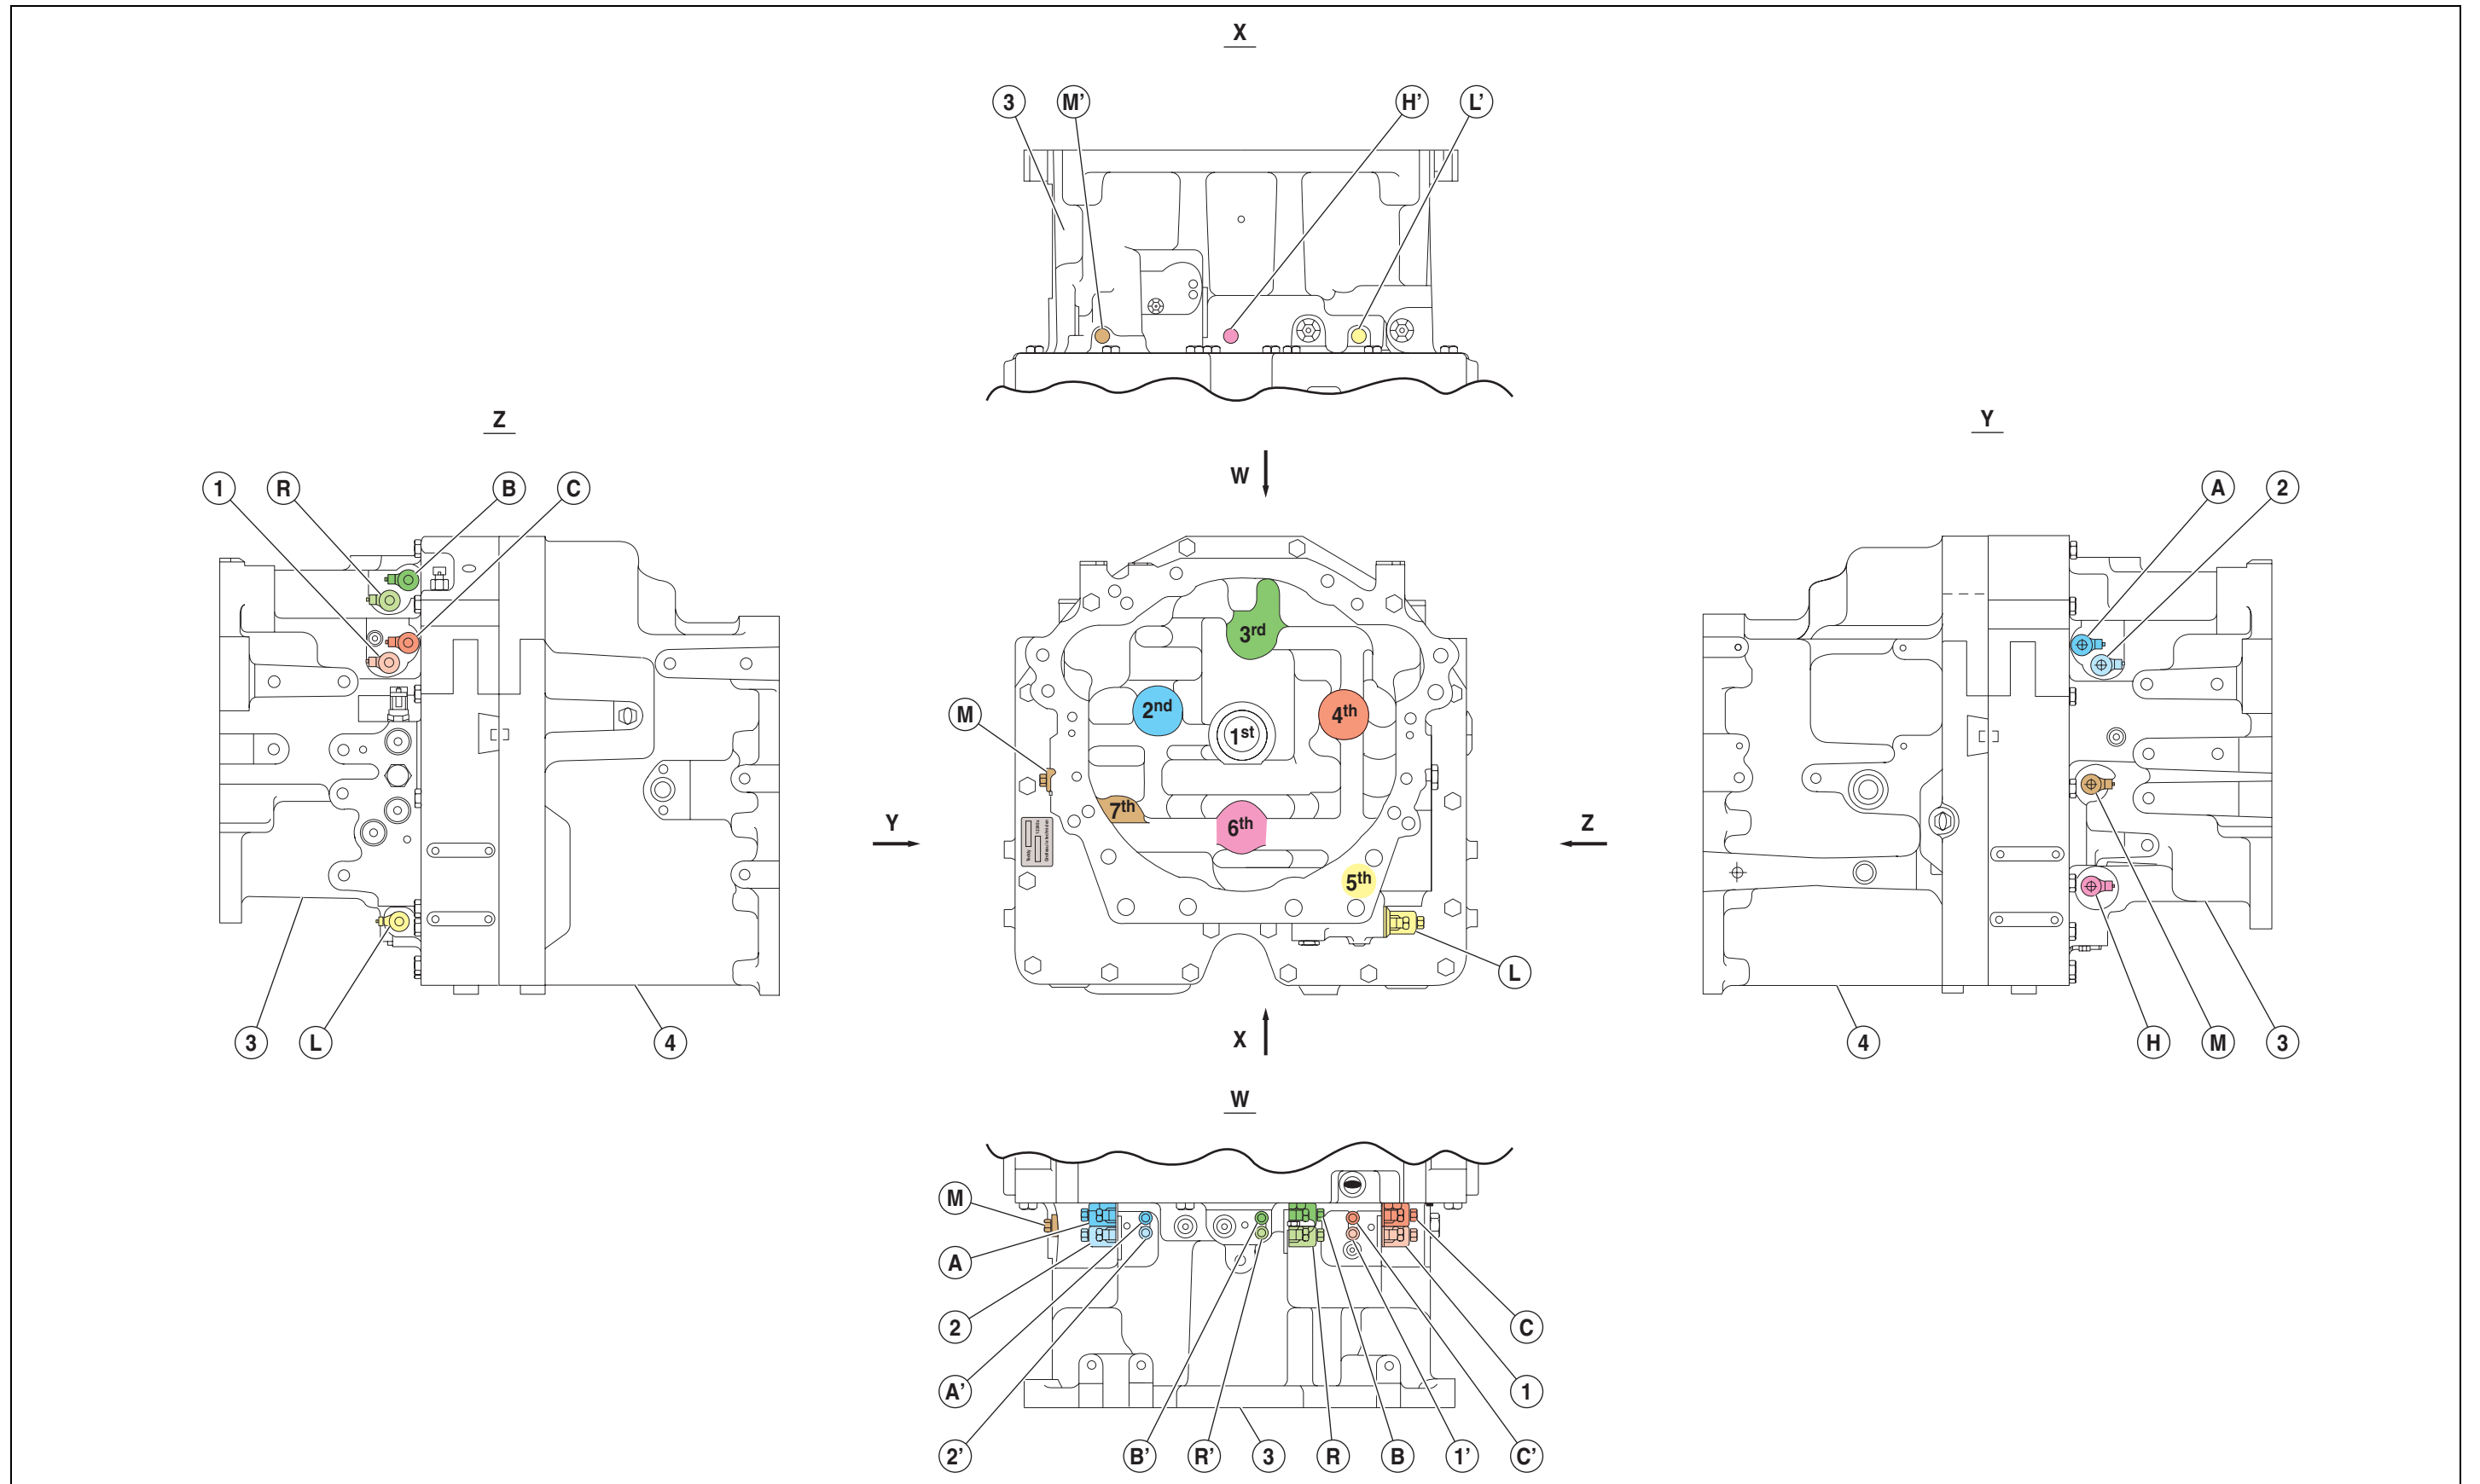 X
3 M’ H’ L’
Z
Y
W
1 R B C
A 2
3rd
2nd
4th
1st
M
7th
6th
Y
Z
5th
L
3 L 4
X
4 H M 3
W
M
A
2
C
A’
1
2’ B’ R’ 3 R B 1’ C’